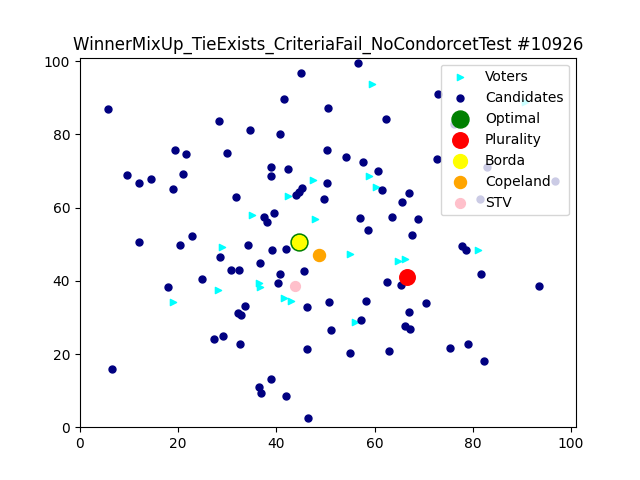 WinnerMixUp_TieExists_CriteriaFail_NoCondorcetTest #10926
100
80
60
40
20
0
0 20 40 60 80 100
Voters
Candidates
Optimal
Plurality
Borda
Copeland
STV